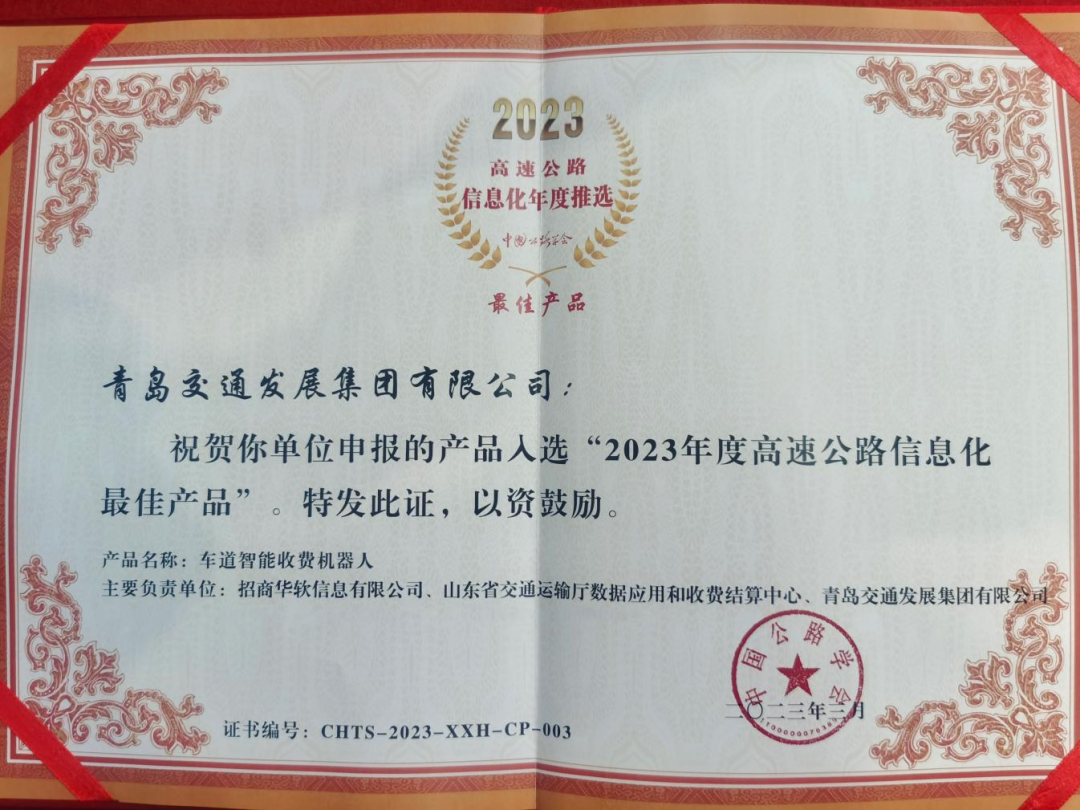 2023
高速公路
信息化年度推选
中国公路学会
最佳产品
青岛交通发展集团有限公司：
祝贺你单位申报的产品入选“2023年度高速公路信息化
最佳产品”。特发此证，以资鼓励。
产品名称：车道智能收费机器人
主要负责单位：招商华软信息有限公司、山东省交通运输厅数据应用和收费结算中心、青岛交通发展集团有限公司
中国公路学会
二〇二三年三月
证书编号：CHTS-2023-XXH-CP-003